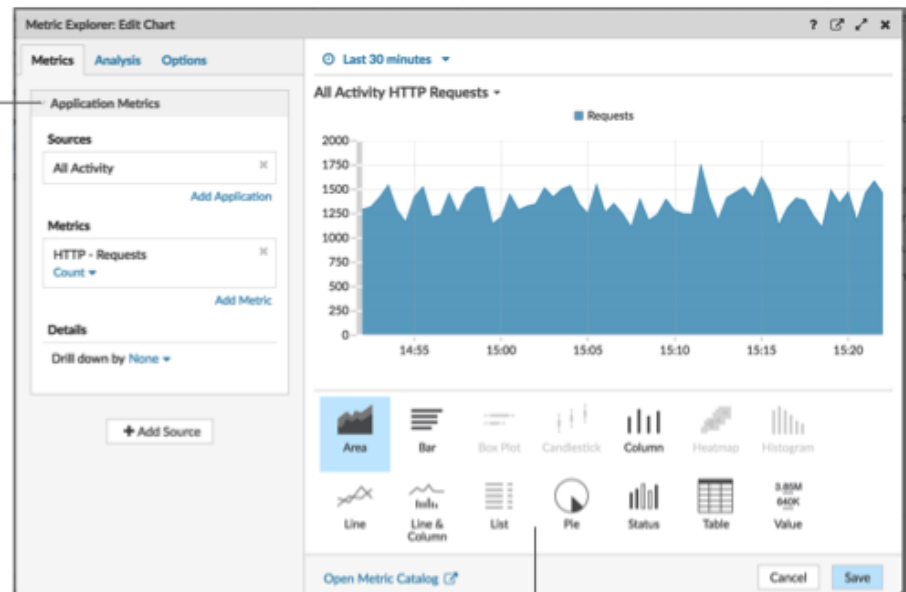 Metric Explorer: Edit Chart ?
Metrics Analysis Options
Application Metrics
Sources
All Activity
Add Application
Metrics
HTTP - Requests
Count
Add Metric
Details
Drill down by None
+ Add Source
Last 30 minutes
All Activity HTTP Requests
Requests
2000
1750
1500
1250
1000
750
500
250
0
14:55 15:00 15:05 15:10 15:15 15:20
Area Bar Box Plot Candlestick Column Heatmap Histogram
3.85M
640K
Line Line & Column List Pie Status Table Value
Open Metric Catalog
Cancel Save